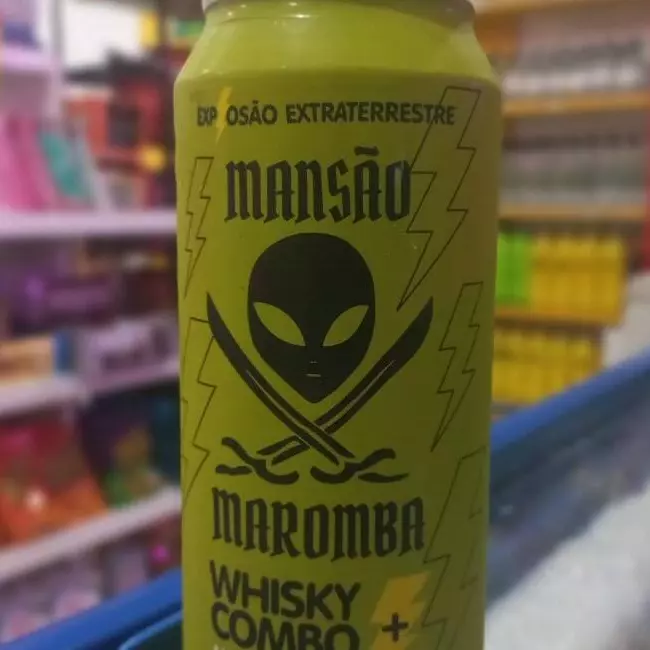 EXPLOSÃO EXTRATERRESTRE
MANSÃO
MAROMBA
WHISKY
COMBO +